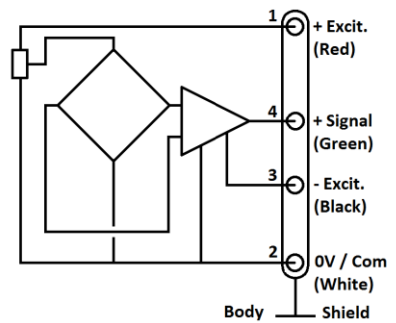 1 + Excit.
(Red)
4 + Signal
(Green)
3 - Excit.
(Black)
2 0V / Com
(White)
Body Shield